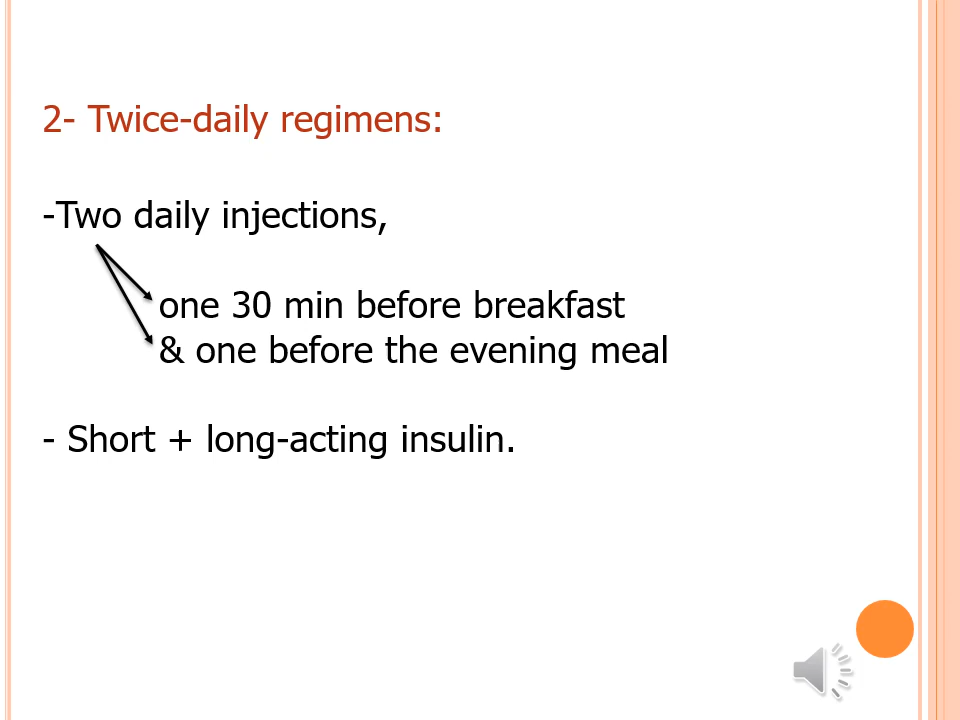 2- Twice-daily regimens:
-Two daily injections,
one 30 min before breakfast
& one before the evening meal
- Short + long-acting insulin.